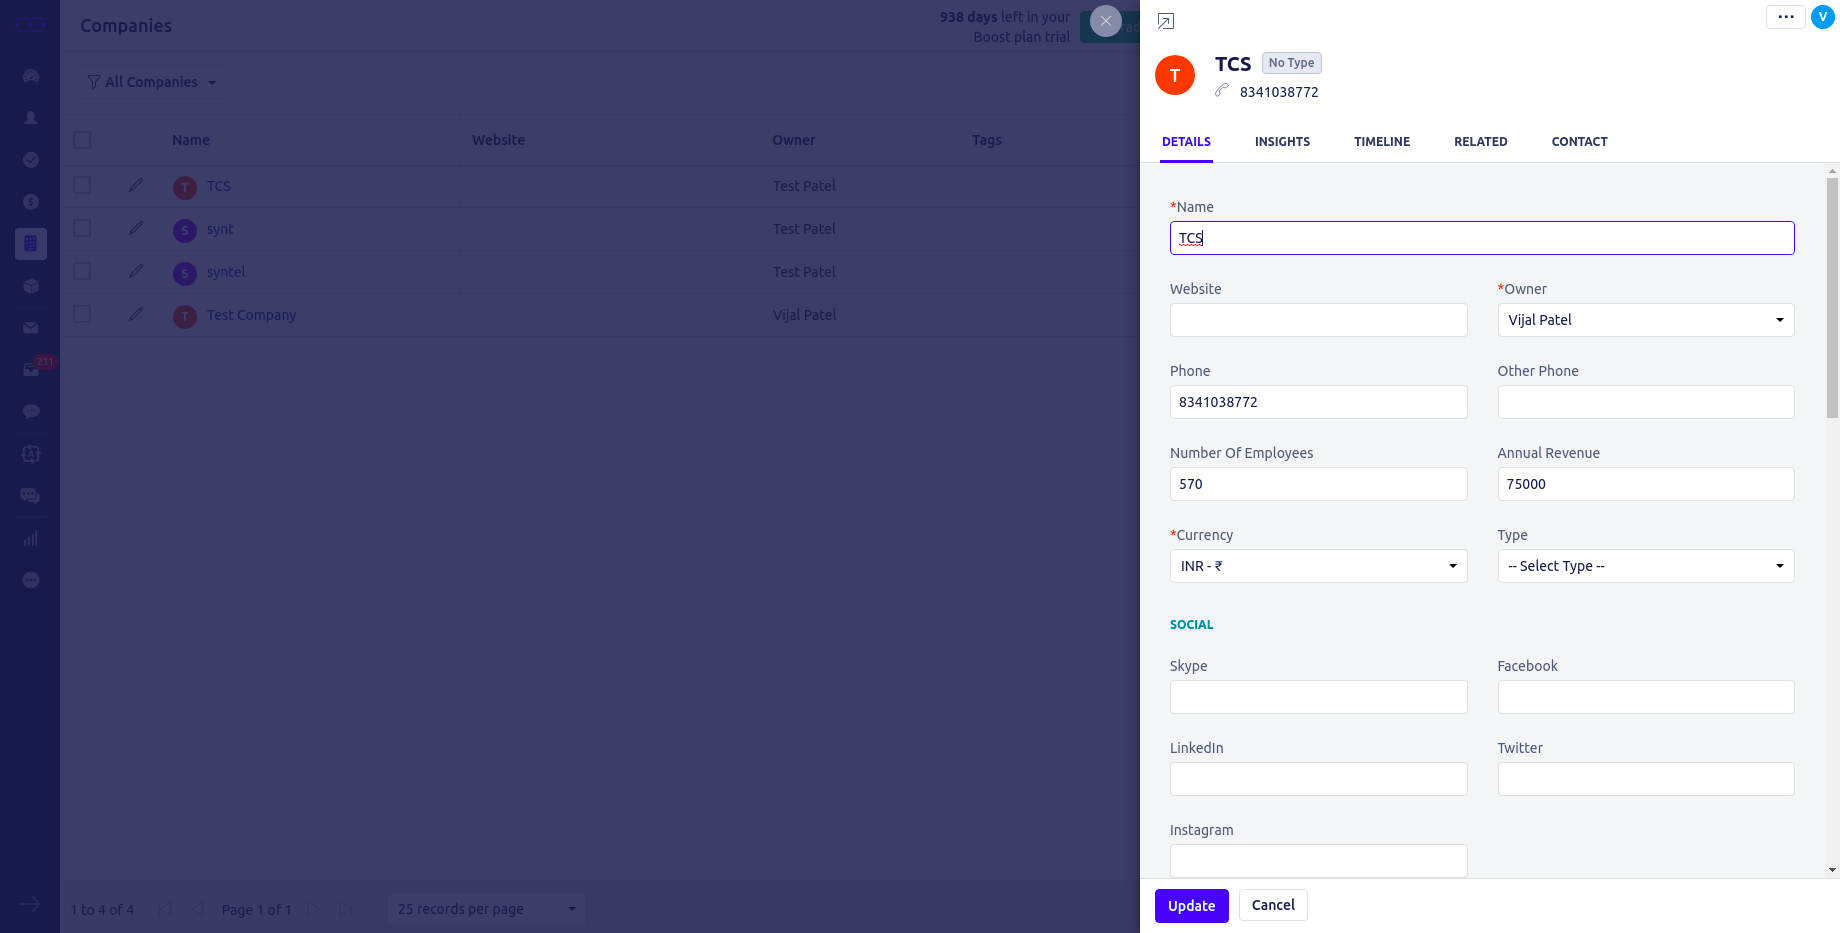 Companies
938 days left in your
Boost plan trial
All Companies
Name Website Owner Tags
T TCS Test Patel
S synt Test Patel
S syntel Test Patel
T Test Company Vijal Patel
211
1 to 4 of 4 Page 1 of 1 25 records per page
... V
T TCS No Type
8341038772
DETAILS INSIGHTS TIMELINE RELATED CONTACT
*Name
TCS
Website *Owner
Vijal Patel
Phone Other Phone
8341038772
Number Of Employees Annual Revenue
570 75000
*Currency Type
INR - ₹ -- Select Type --
SOCIAL
Skype Facebook
LinkedIn Twitter
Instagram
Update Cancel